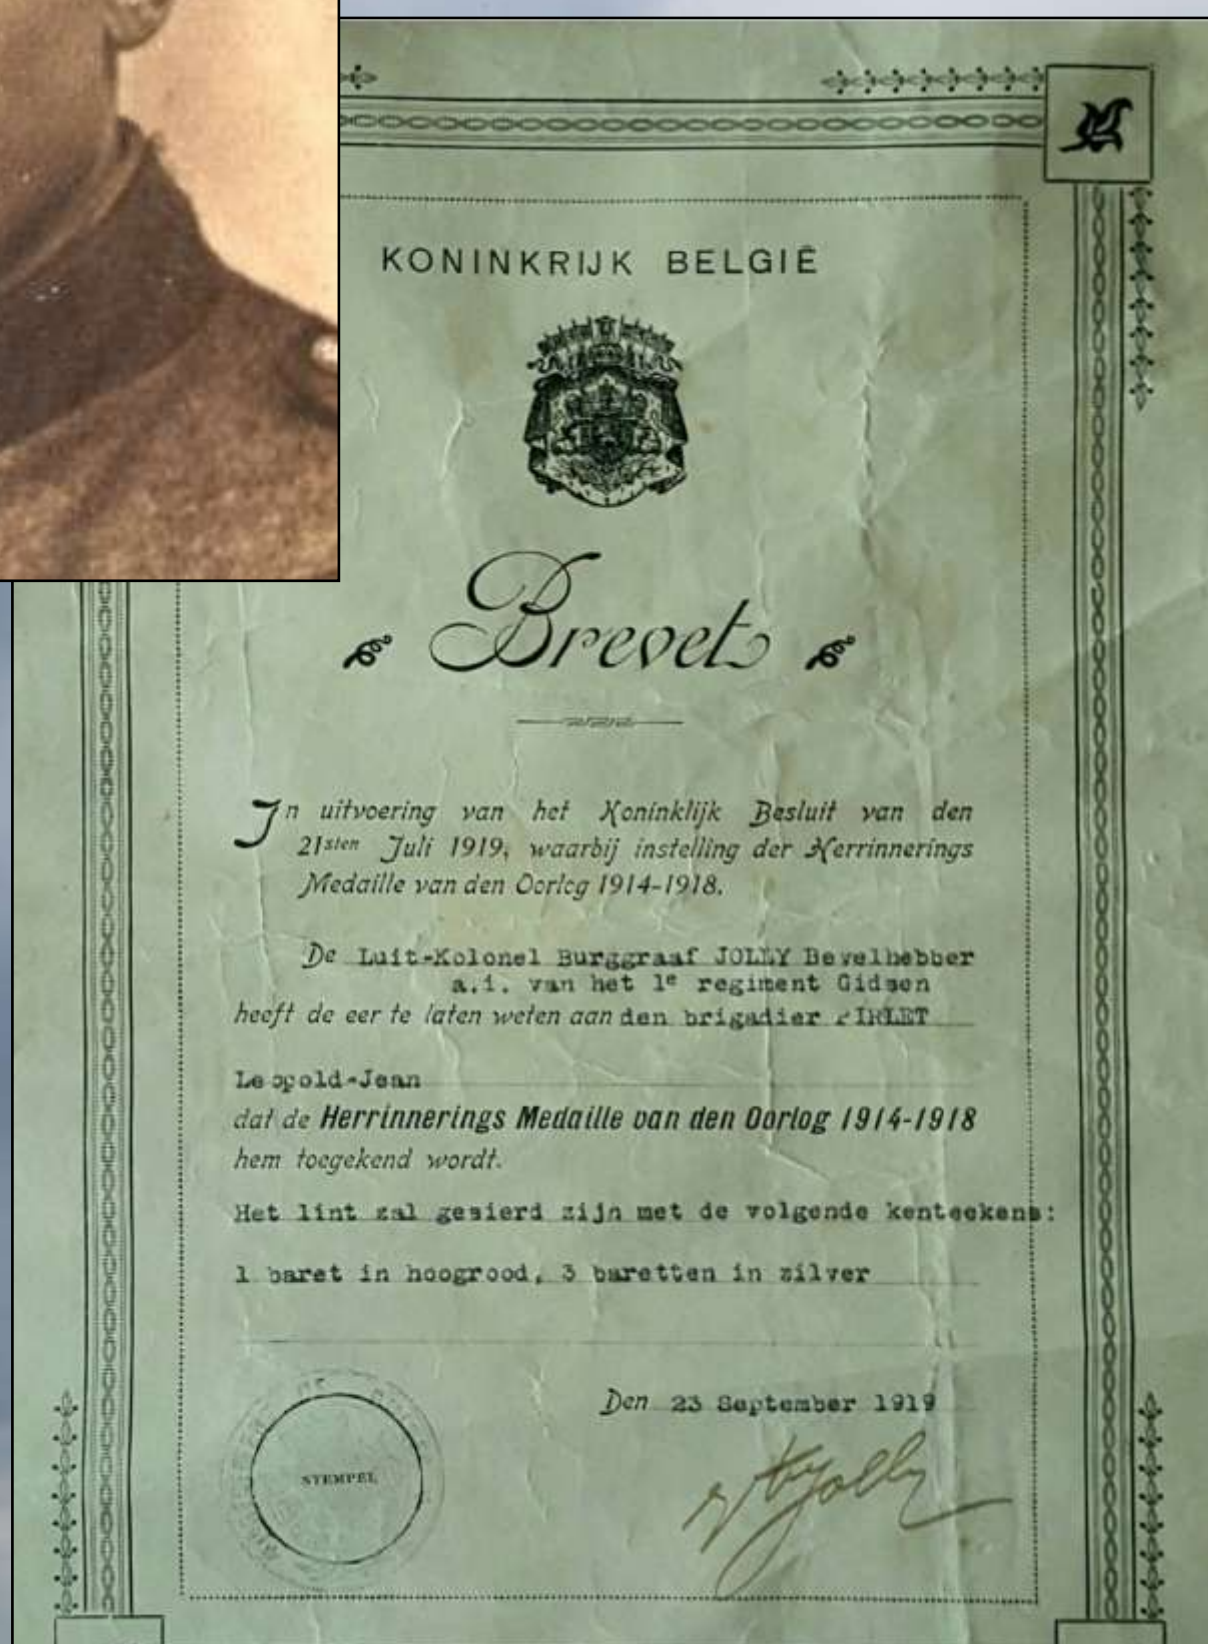 KONINKRIJK BELGIË
Brevet
In uitvoering van het Koninklijk Besluit van den
21sten Juli 1919, waarbij instelling der Herrinnerings
Medaille van den Oorlog 1914-1918.
De Luit-Kolonel Burggraaf JOLLY Bevelhebber
a.i. van het 1e regiment Gidsen
heeft de eer te laten weten aan den brigadier
Leopold-Jean
dat de Herrinnerings Medaille van den Oorlog 1914-1918
hem toegekend wordt.
Het lint zal gesierd zijn met de volgende kenteekens:
1 baret in hoogrood, 3 baretten in zilver
Den 23 September 1919
STEMPEL
Jolly